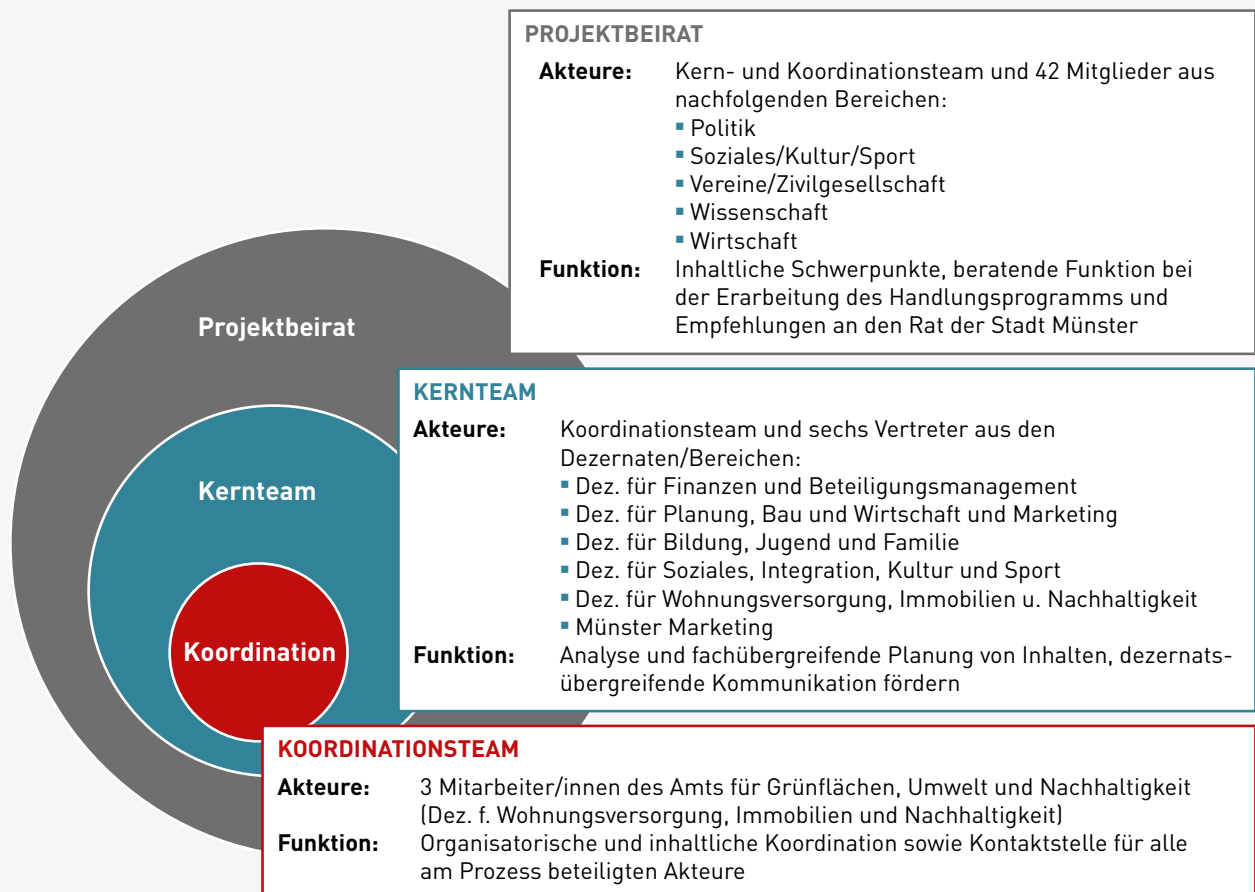 PROJEKTBEIRAT
Akteure: Kern- und Koordinationsteam und 42 Mitglieder aus
nachfolgenden Bereichen:
▪ Politik
▪ Soziales/Kultur/Sport
▪ Vereine/Zivilgesellschaft
▪ Wissenschaft
▪ Wirtschaft
Funktion: Inhaltliche Schwerpunkte, beratende Funktion bei
der Erarbeitung des Handlungsprogramms und
Empfehlungen an den Rat der Stadt Münster
Projektbeirat
KERNTEAM
Akteure: Koordinationsteam und sechs Vertreter aus den
Dezernaten/Bereichen:
▪ Dez. für Finanzen und Beteiligungsmanagement
▪ Dez. für Planung, Bau und Wirtschaft und Marketing
▪ Dez. für Bildung, Jugend und Familie
▪ Dez. für Soziales, Integration, Kultur und Sport
▪ Dez. für Wohnungsversorgung, Immobilien u. Nachhaltigkeit
▪ Münster Marketing
Funktion: Analyse und fachübergreifende Planung von Inhalten, dezernats-
übergreifende Kommunikation fördern
Kernteam
Koordination
KOORDINATIONSTEAM
Akteure: 3 Mitarbeiter/innen des Amts für Grünflächen, Umwelt und Nachhaltigkeit
(Dez. f. Wohnungsversorgung, Immobilien und Nachhaltigkeit)
Funktion: Organisatorische und inhaltliche Koordination sowie Kontaktstelle für alle
am Prozess beteiligten Akteure